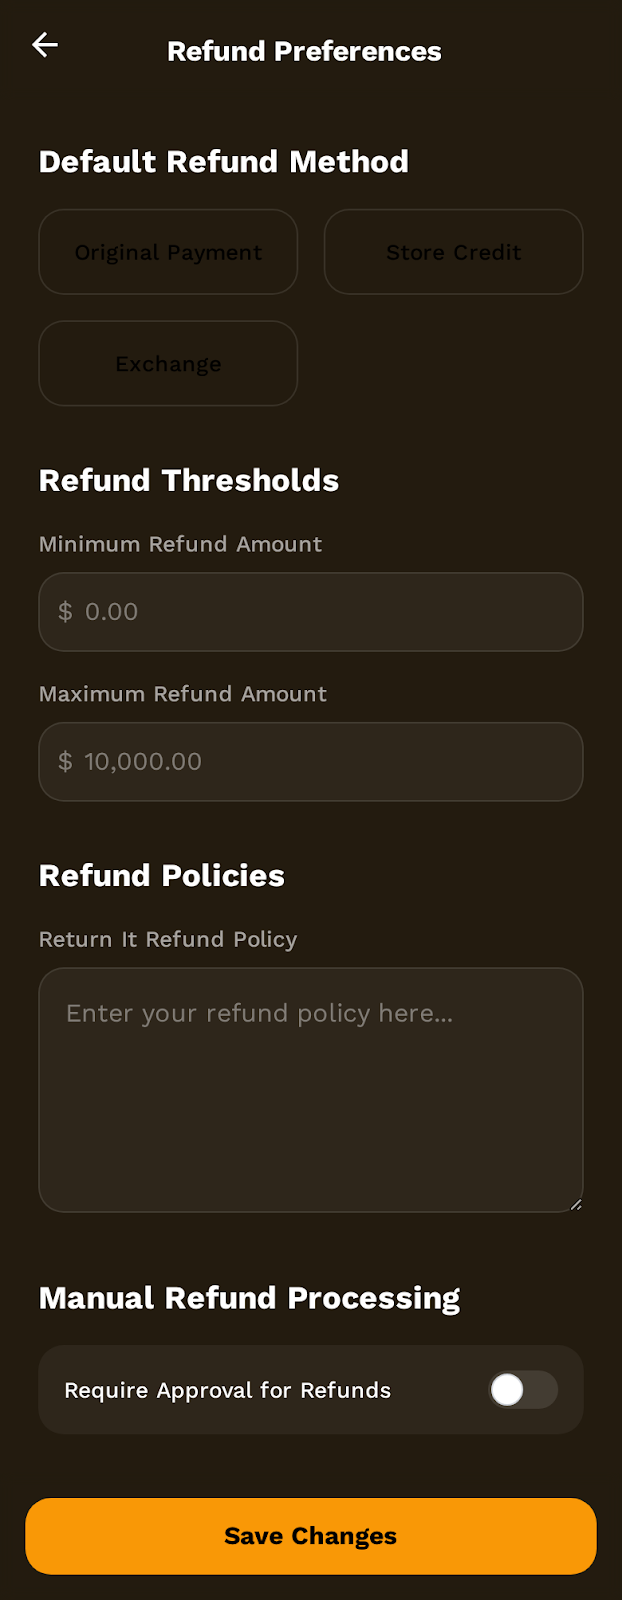 Refund Preferences
Default Refund Method
Original Payment
Store Credit
Exchange
Refund Thresholds
Minimum Refund Amount
$ 0.00
Maximum Refund Amount
$ 10,000.00
Refund Policies
Return It Refund Policy
Enter your refund policy here...
Manual Refund Processing
Require Approval for Refunds
Save Changes